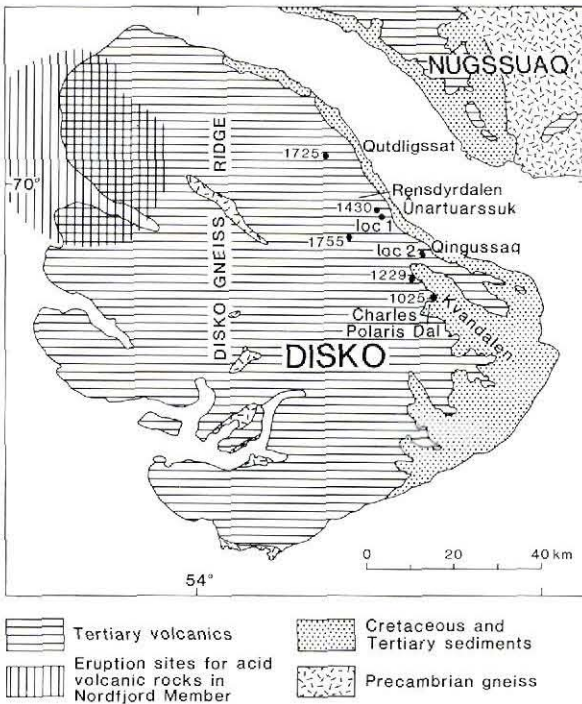 NUGSSUAQ
Qutdligssat
1725
70°
RIDGE
Rensdyrdalen
1430
Ûnartuarssuk
loc 1
1755
loc 2
Qingussaq
GNEISS
1229
1025
Kvandalen
Charles
Polaris Dal
DISKO
DISKO
0 20 40 km
54°
Tertiary volcanics
Eruption sites for acid
volcanic rocks in
Nordfjord Member
Cretaceous and
Tertiary sediments
Precambrian gneiss